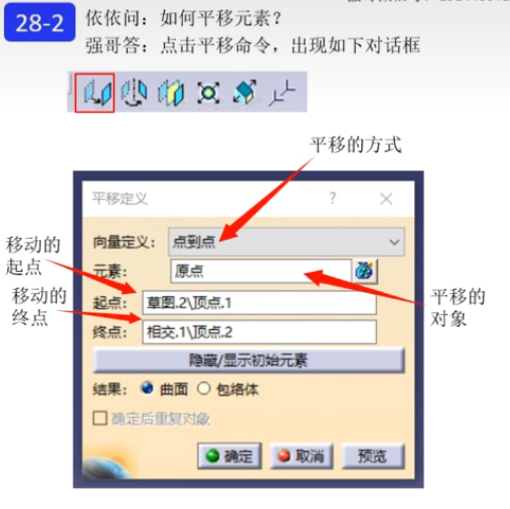 28-2
依依问：如何平移元素？
强哥答：点击平移命令，出现如下对话框
平移的方式
平移定义
?
向量定义：
点到点
移动的
起点
元素：
原点
移动的
终点
起点：
草图.2\顶点.1
平移的
对象
终点：
相交.1\顶点.2
隐藏/显示初始元素
结果：
曲面
包络体
确定后重复对象
确定
取消
预览